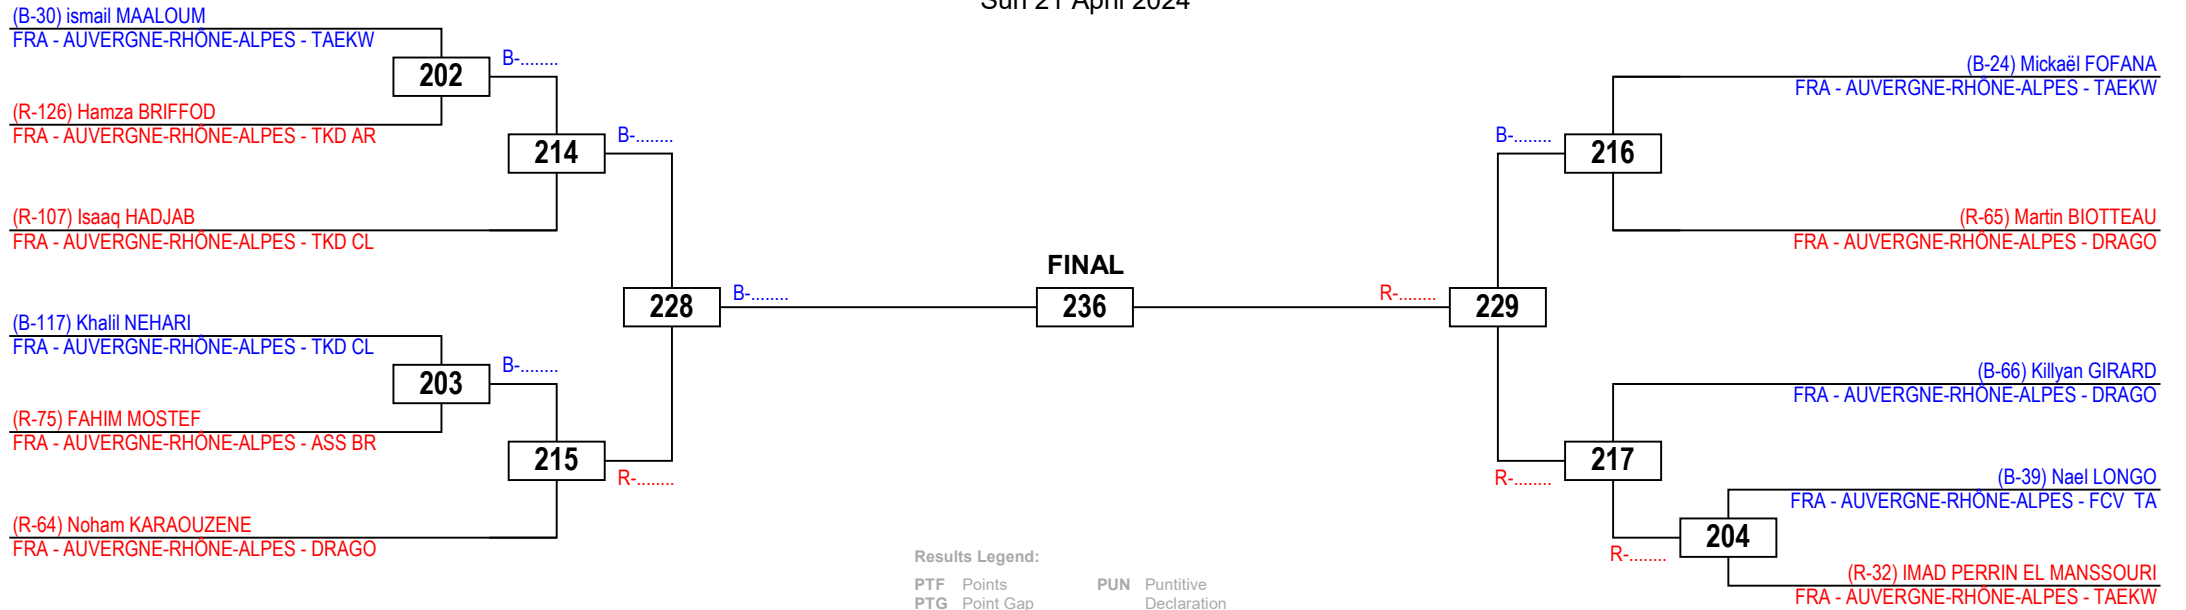 Sun 21 April 2024
(B-30) ismail MAALOUM
FRA - AUVERGNE-RHÔNE-ALPES - TAEKW
202
B-........
(R-126) Hamza BRIFFOD
FRA - AUVERGNE-RHÔNE-ALPES - TKD AR
214
B-........
(R-107) Isaaq HADJAB
FRA - AUVERGNE-RHÔNE-ALPES - TKD CL
228
B-........
(B-117) Khalil NEHARI
FRA - AUVERGNE-RHÔNE-ALPES - TKD CL
203
B-........
(R-75) FAHIM MOSTEF
FRA - AUVERGNE-RHÔNE-ALPES - ASS BR
215
R-........
(R-64) Noham KARAOUZENE
FRA - AUVERGNE-RHÔNE-ALPES - DRAGO
FINAL
236
(B-24) Mickaël FOFANA
FRA - AUVERGNE-RHÔNE-ALPES - TAEKW
B-........
216
(R-65) Martin BIOTTEAU
FRA - AUVERGNE-RHÔNE-ALPES - DRAGO
R-........
229
(B-66) Killyan GIRARD
FRA - AUVERGNE-RHÔNE-ALPES - DRAGO
R-........
217
(B-39) Nael LONGO
FRA - AUVERGNE-RHÔNE-ALPES - FCV TA
R-........
204
(R-32) IMAD PERRIN EL MANSSOURI
FRA - AUVERGNE-RHÔNE-ALPES - TAEKW
Results Legend:
PTF Points PUN Puntitive
PTG Point Gap Declaration